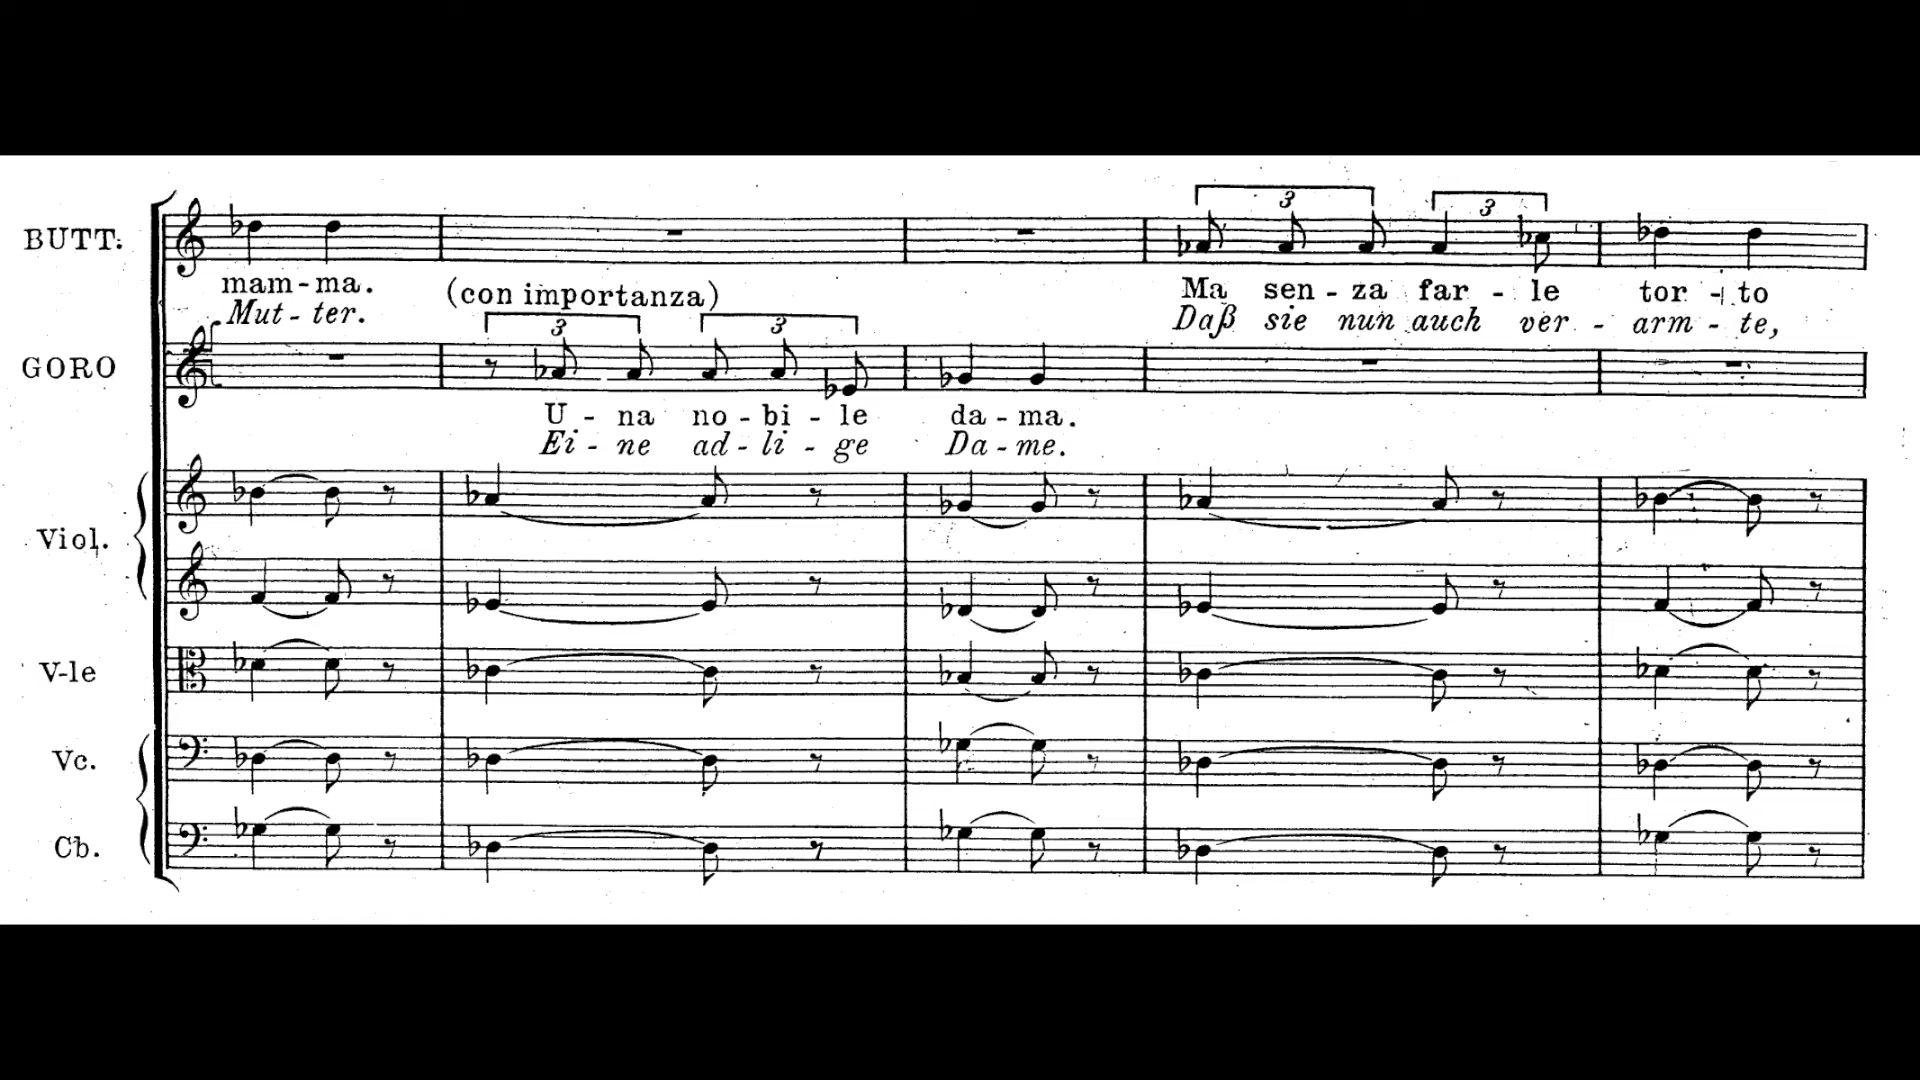 3 3
BUTT.
mam-ma. Ma sen-za far-le tor-to
Mut-ter. Daß sie nun auch ver-arm-te,
(con importanza)
3 3
GORO
U-na no-bi-le da-ma.
Ei-ne ad-li-ge Da-me.
Viol.
V-le
Vc.
Cb.